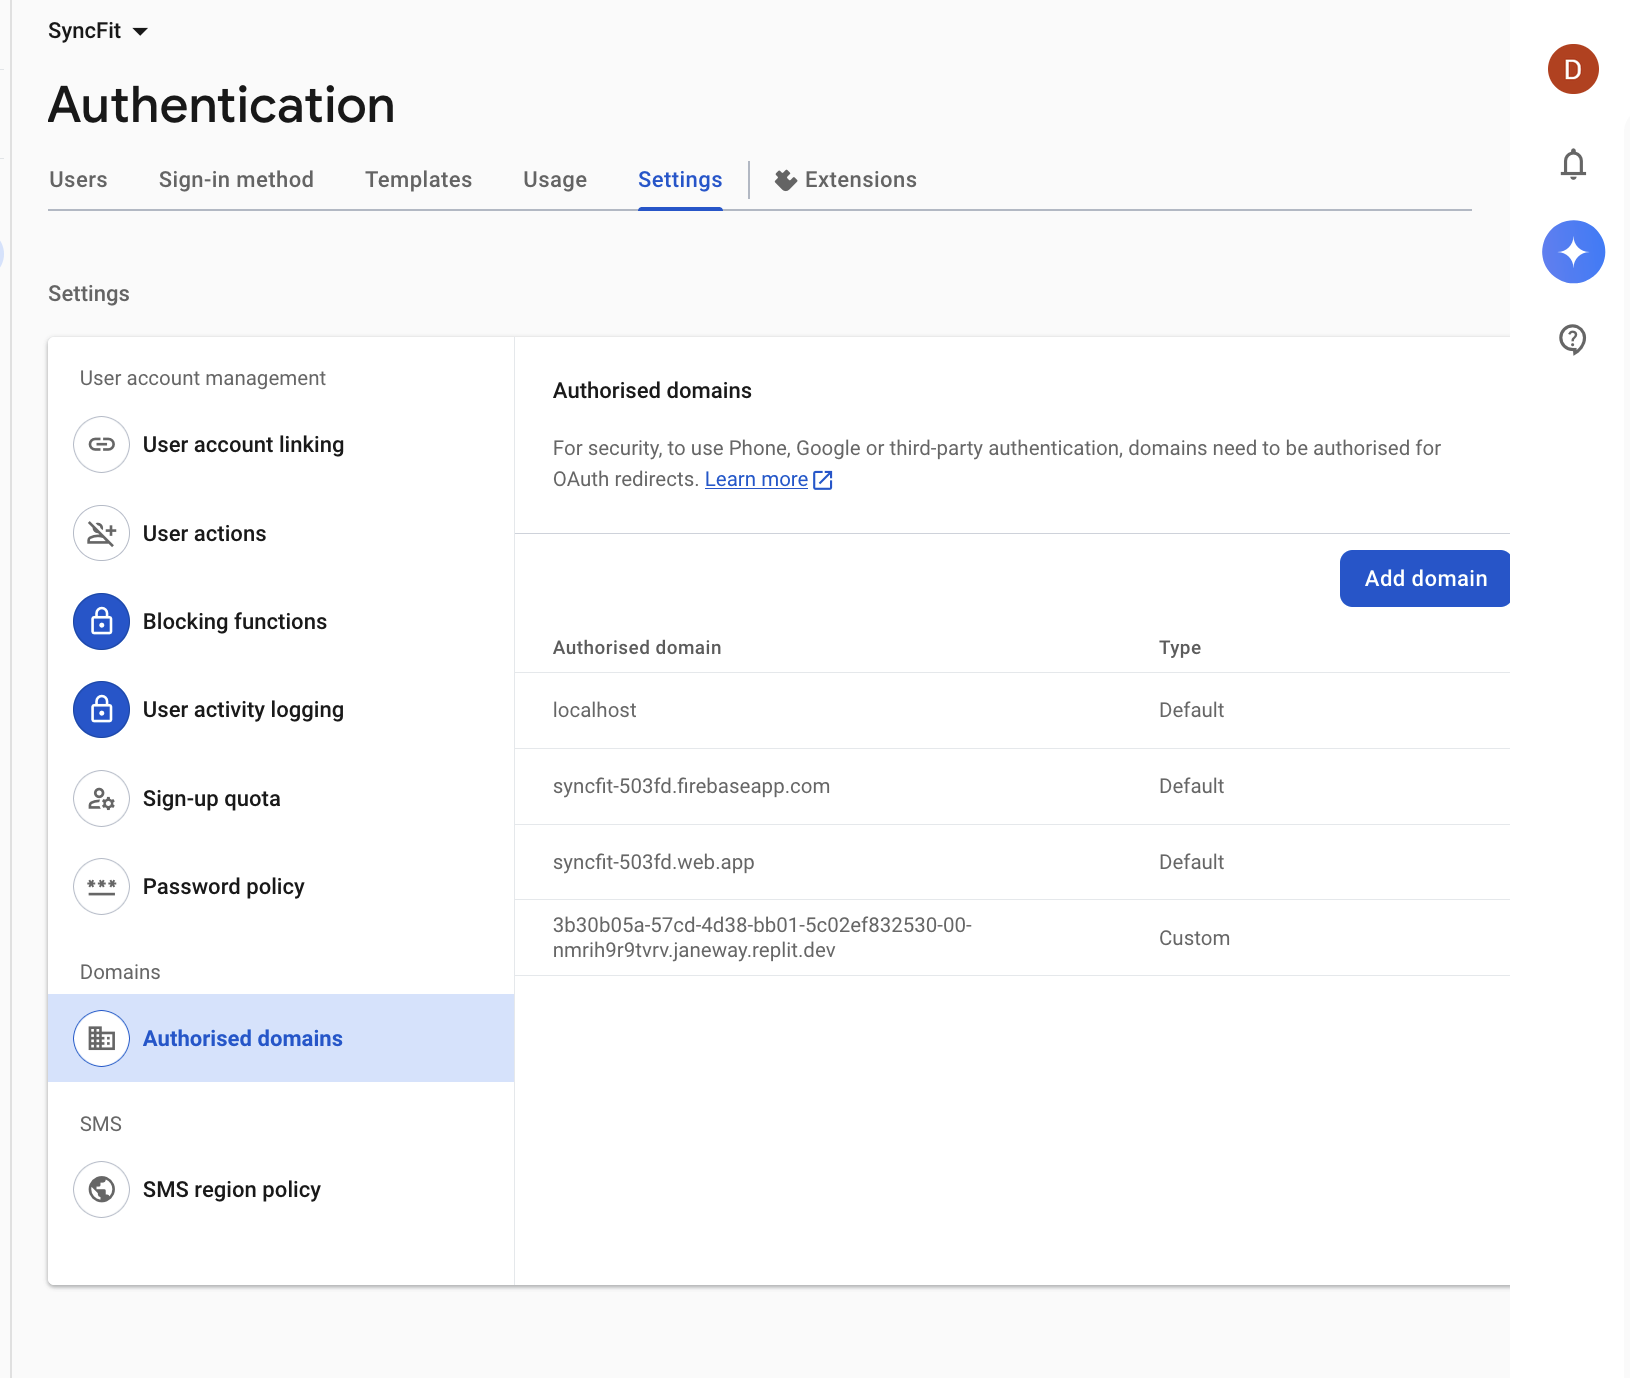 SyncFit
Authentication
Users Sign-in method Templates Usage Settings Extensions
D
Settings
User account management
User account linking
User actions
Blocking functions
User activity logging
Sign-up quota
Password policy
Domains
Authorised domains
SMS
SMS region policy
Authorised domains
For security, to use Phone, Google or third-party authentication, domains need to be authorised for
OAuth redirects. Learn more
Add domain
Authorised domain Type
localhost Default
syncfit-503fd.firebaseapp.com Default
syncfit-503fd.web.app Default
3b30b05a-57cd-4d38-bb01-5c02ef832530-00-
nmrih9r9tvrv.janeway.replit.dev Custom